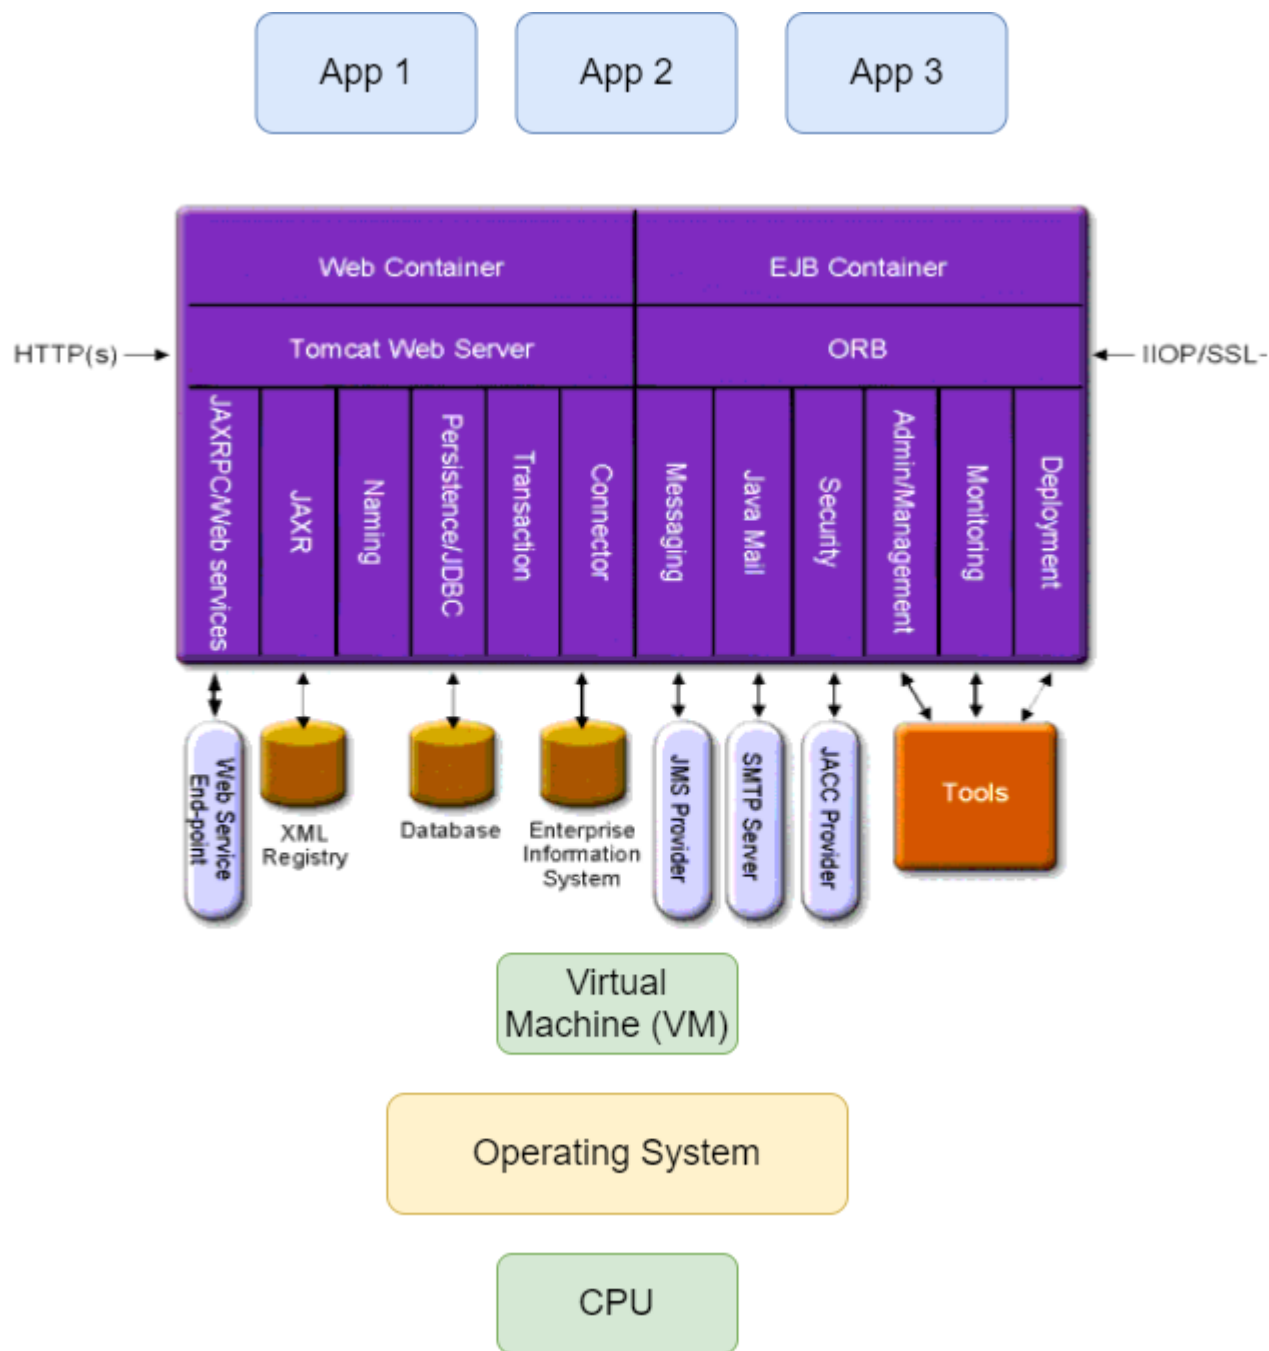 App 1
App 2
App 3
Web Container
EJB Container
HTTP(s)
Tomcat Web Server
ORB
IIOP/SSL-
JAXRPC/Web services
JAXR
Naming
Persistence/JDBC
Transaction
Connector
Messaging
Java Mail
Security
Admin/Management
Monitoring
Deployment
Web Service
End-point
XML
Registry
Database
Enterprise
Information
System
JMS Provider
SMTP Server
JACC Provider
Tools
Virtual
Machine (VM)
Operating System
CPU